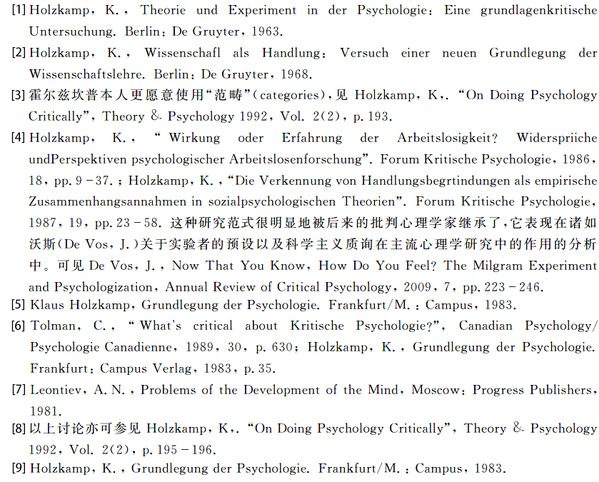 [1] Holzkamp, K., Theorie und Experiment in der Psychologie: Eine grundlagenkritische
Untersuchung. Berlin: De Gruyter, 1963.
[2] Holzkamp, K., Wissenschafl als Handlung: Versuch einer neuen Grundlegung der
Wissenschaftslehre. Berlin: De Gruyter, 1968.
[3] 霍尔兹坎普本人更愿意使用“范畴”(categories),见 Holzkamp, K,. “On Doing Psychology
Critically”, Theory & Psychology 1992, Vol. 2(2), p. 193.
[4] Holzkamp, K., “Wirkung oder Erfahrung der Arbeitslosigkeit? Widerspriiche
undPerspektiven psychologischer Arbeitslosenforschung”. Forum Kritische Psychologie, 1986,
18, pp. 9-37. ; Holzkamp, K., “Die Verkennung von Handlungsbegrtindungen als empirische
Zusammenhangsannahmen in sozialpsychologischen Theorien”. Forum Kritische Psychologie,
1987, 19, pp. 23-58. 这种研究范式很明显地被后来的批判心理学家继承了,它表现在诸如
沃斯(De Vos, J.)关于实验者的预设以及科学主义质询在主流心理学研究中的作用的分析
中。可见 De Vos, J., Now That You Know, How Do You Feel? The Milgram Experiment
and Psychologization, Annual Review of Critical Psychology, 2009, 7, pp. 223-246.
[5] Klaus Holzkamp, Grundlegung der Psychologie. Frankfurt/M. : Campus, 1983.
[6] Tolman, C., “What's critical about Kritische Psychologie?”, Canadian Psychology/
Psychologie Canadienne, 1989, 30, p. 630; Holzkamp, K., Grundlegung der Psychologie.
Frankfurt: Campus Verlag, 1983, p. 35.
[7] Leontiev, A. N., Problems of the Development of the Mind, Moscow: Progress Publishers,
1981.
[8] 以上讨论亦可参见 Holzkamp, K,. “On Doing Psychology Critically”, Theory & Psychology
1992, Vol. 2(2), p. 195-196.
[9] Holzkamp, K., Grundlegung der Psychologie. Frankfurt/M. : Campus, 1983.